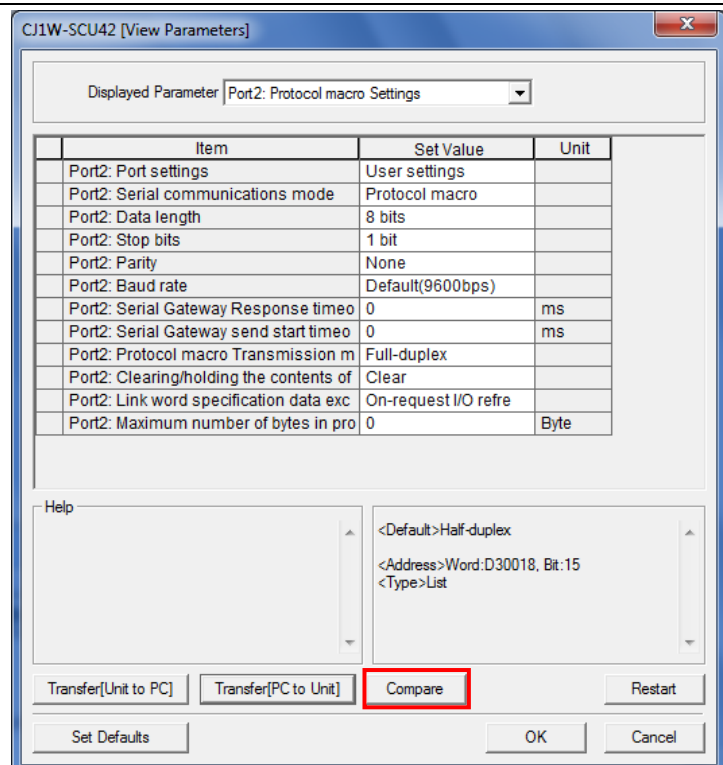 CJ1W-SCU42 [View Parameters]
Displayed Parameter Port2: Protocol macro Settings
Item Set Value Unit
Port2: Port settings User settings
Port2: Serial communications mode Protocol macro
Port2: Data length 8 bits
Port2: Stop bits 1 bit
Port2: Parity None
Port2: Baud rate Default(9600bps)
Port2: Serial Gateway Response timeo 0 ms
Port2: Serial Gateway send start timeo 0 ms
Port2: Protocol macro Transmission m Full-duplex
Port2: Clearing/holding the contents of Clear
Port2: Link word specification data exc On-request I/O refre
Port2: Maximum number of bytes in pro 0 Byte
Help
<Default>Half-duplex
<Address>Word:D30018, Bit:15
<Type>List
Transfer[Unit to PC] Transfer[PC to Unit] Compare Restart
Set Defaults OK Cancel